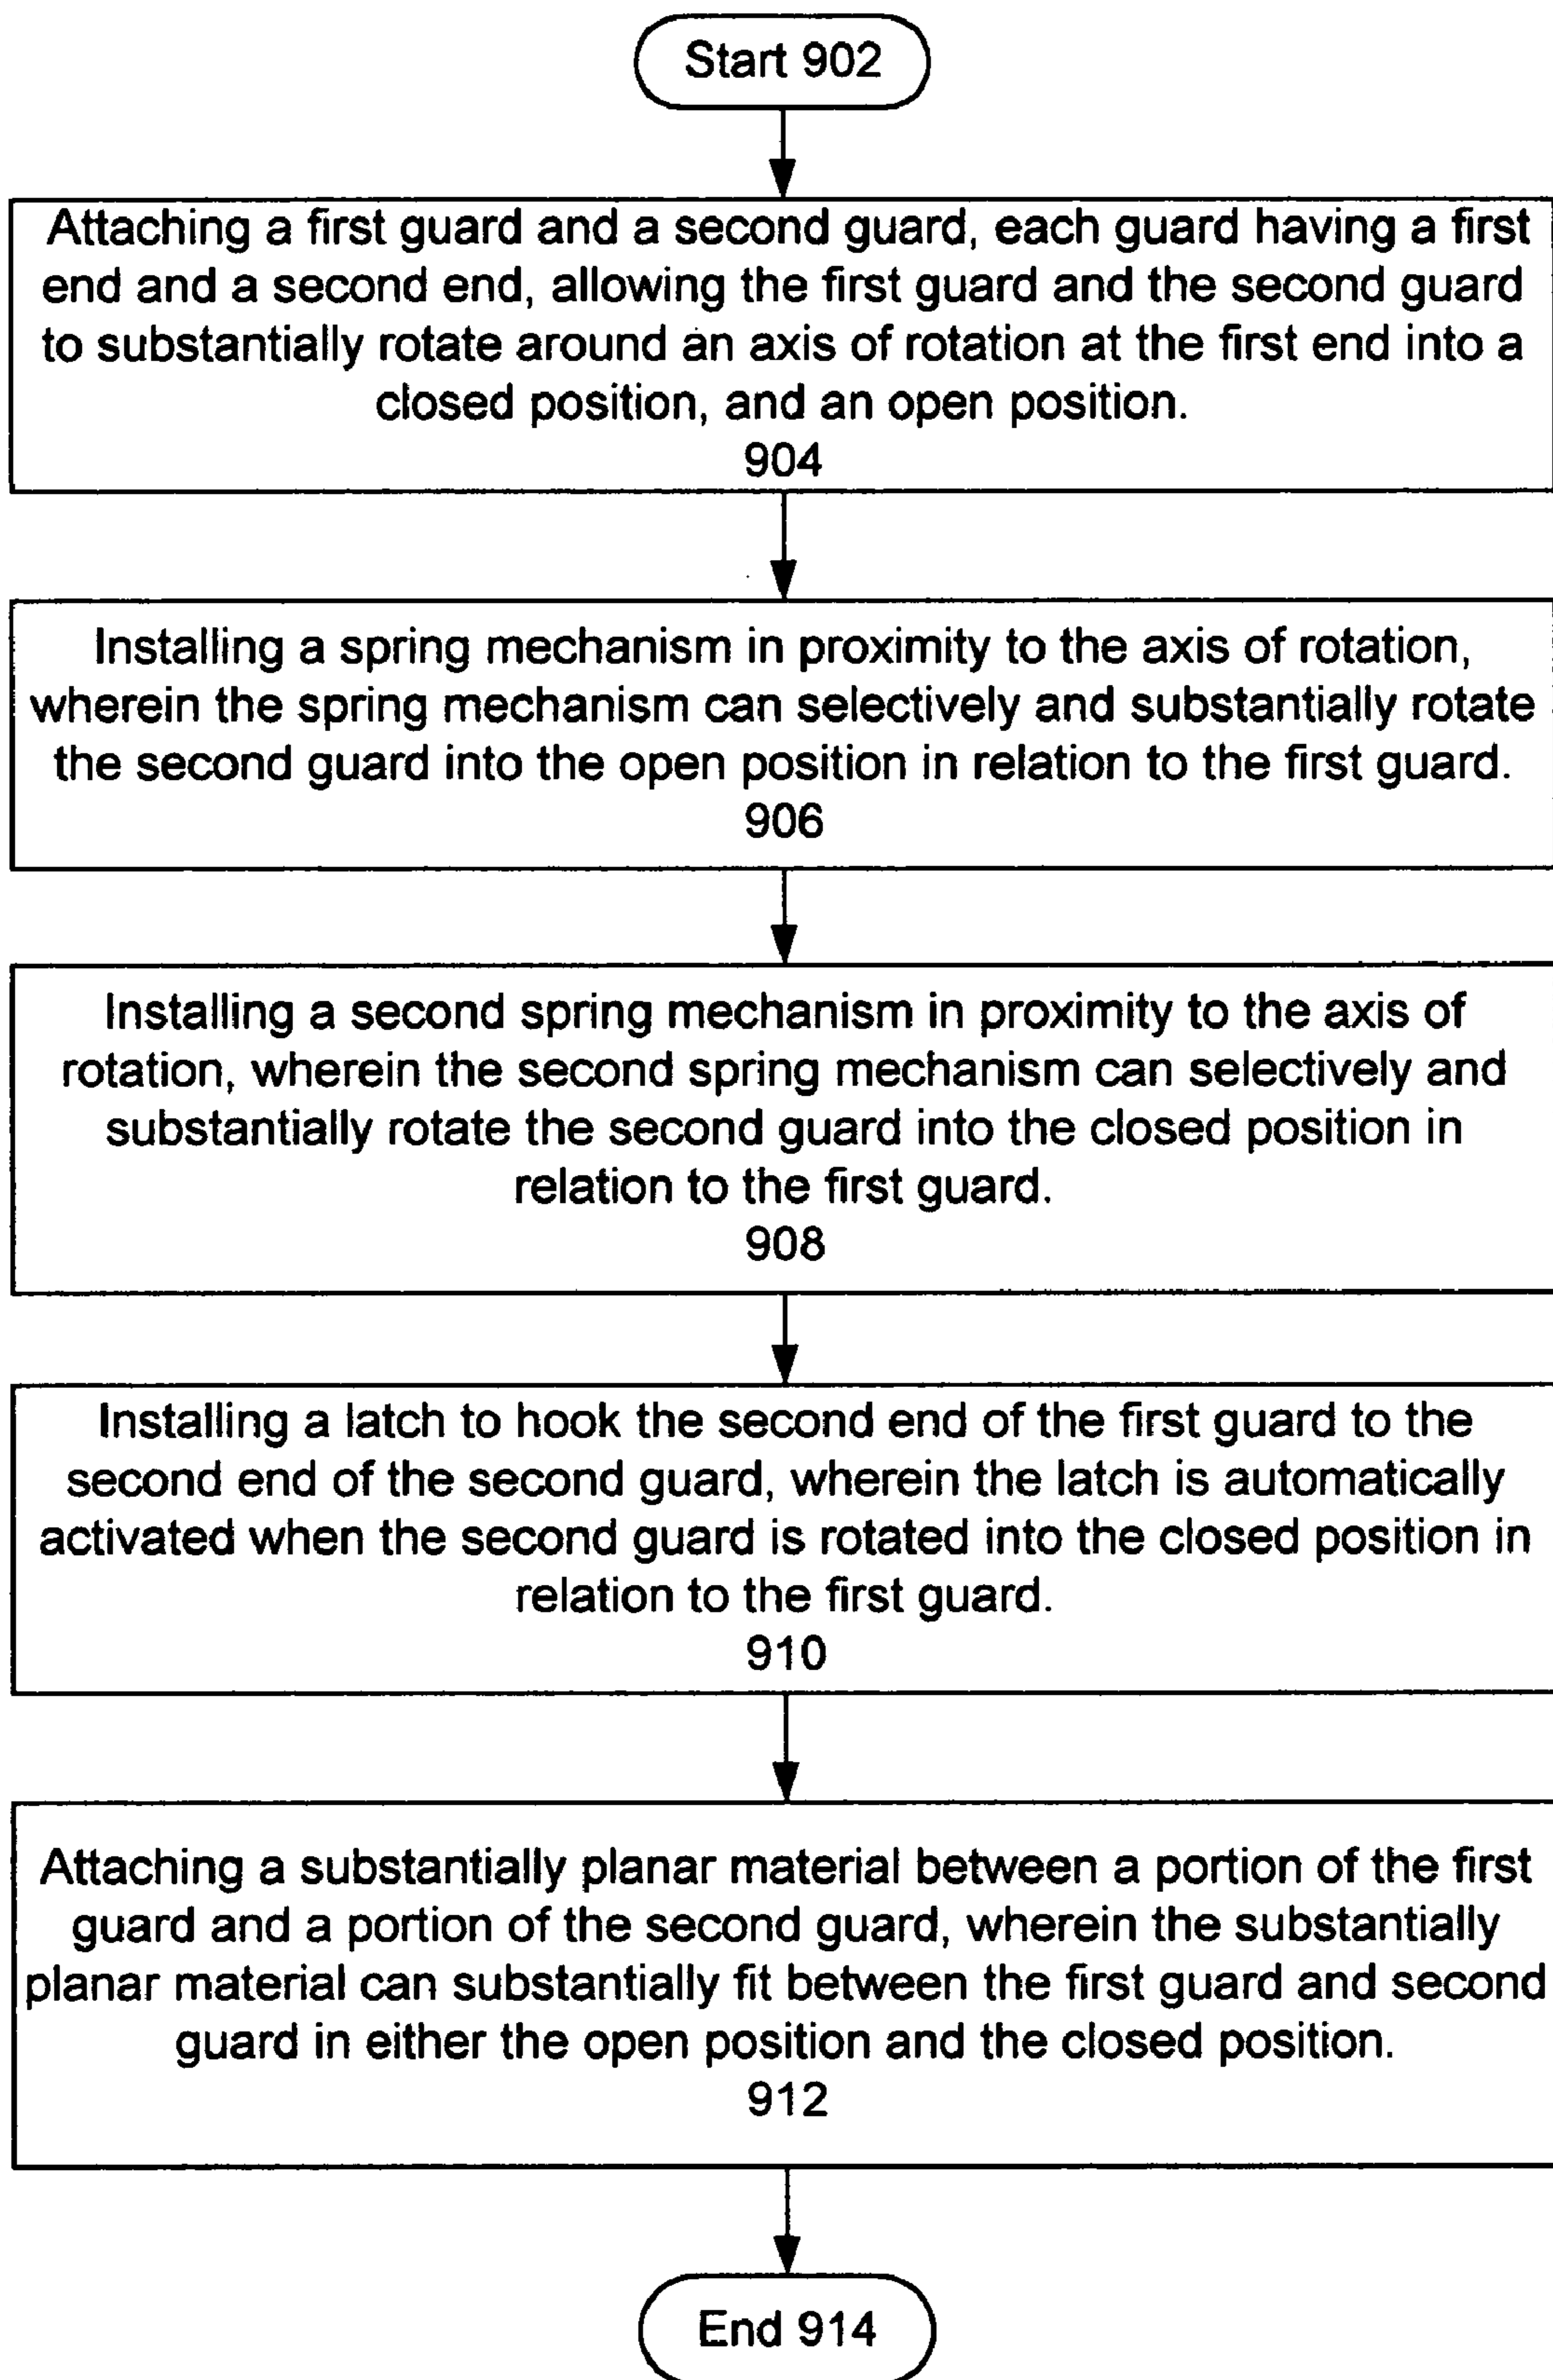 Start 902
Attaching a first guard and a second guard, each guard having a first
end and a second end, allowing the first guard and the second guard
to substantially rotate around an axis of rotation at the first end into a
closed position, and an open position.
904
Installing a spring mechanism in proximity to the axis of rotation,
wherein the spring mechanism can selectively and substantially rotate
the second guard into the open position in relation to the first guard.
906
Installing a second spring mechanism in proximity to the axis of
rotation, wherein the second spring mechanism can selectively and
substantially rotate the second guard into the closed position in
relation to the first guard.
908
Installing a latch to hook the second end of the first guard to the
second end of the second guard, wherein the latch is automatically
activated when the second guard is rotated into the closed position in
relation to the first guard.
910
Attaching a substantially planar material between a portion of the first
guard and a portion of the second guard, wherein the substantially
planar material can substantially fit between the first guard and second
guard in either the open position and the closed position.
912
End 914